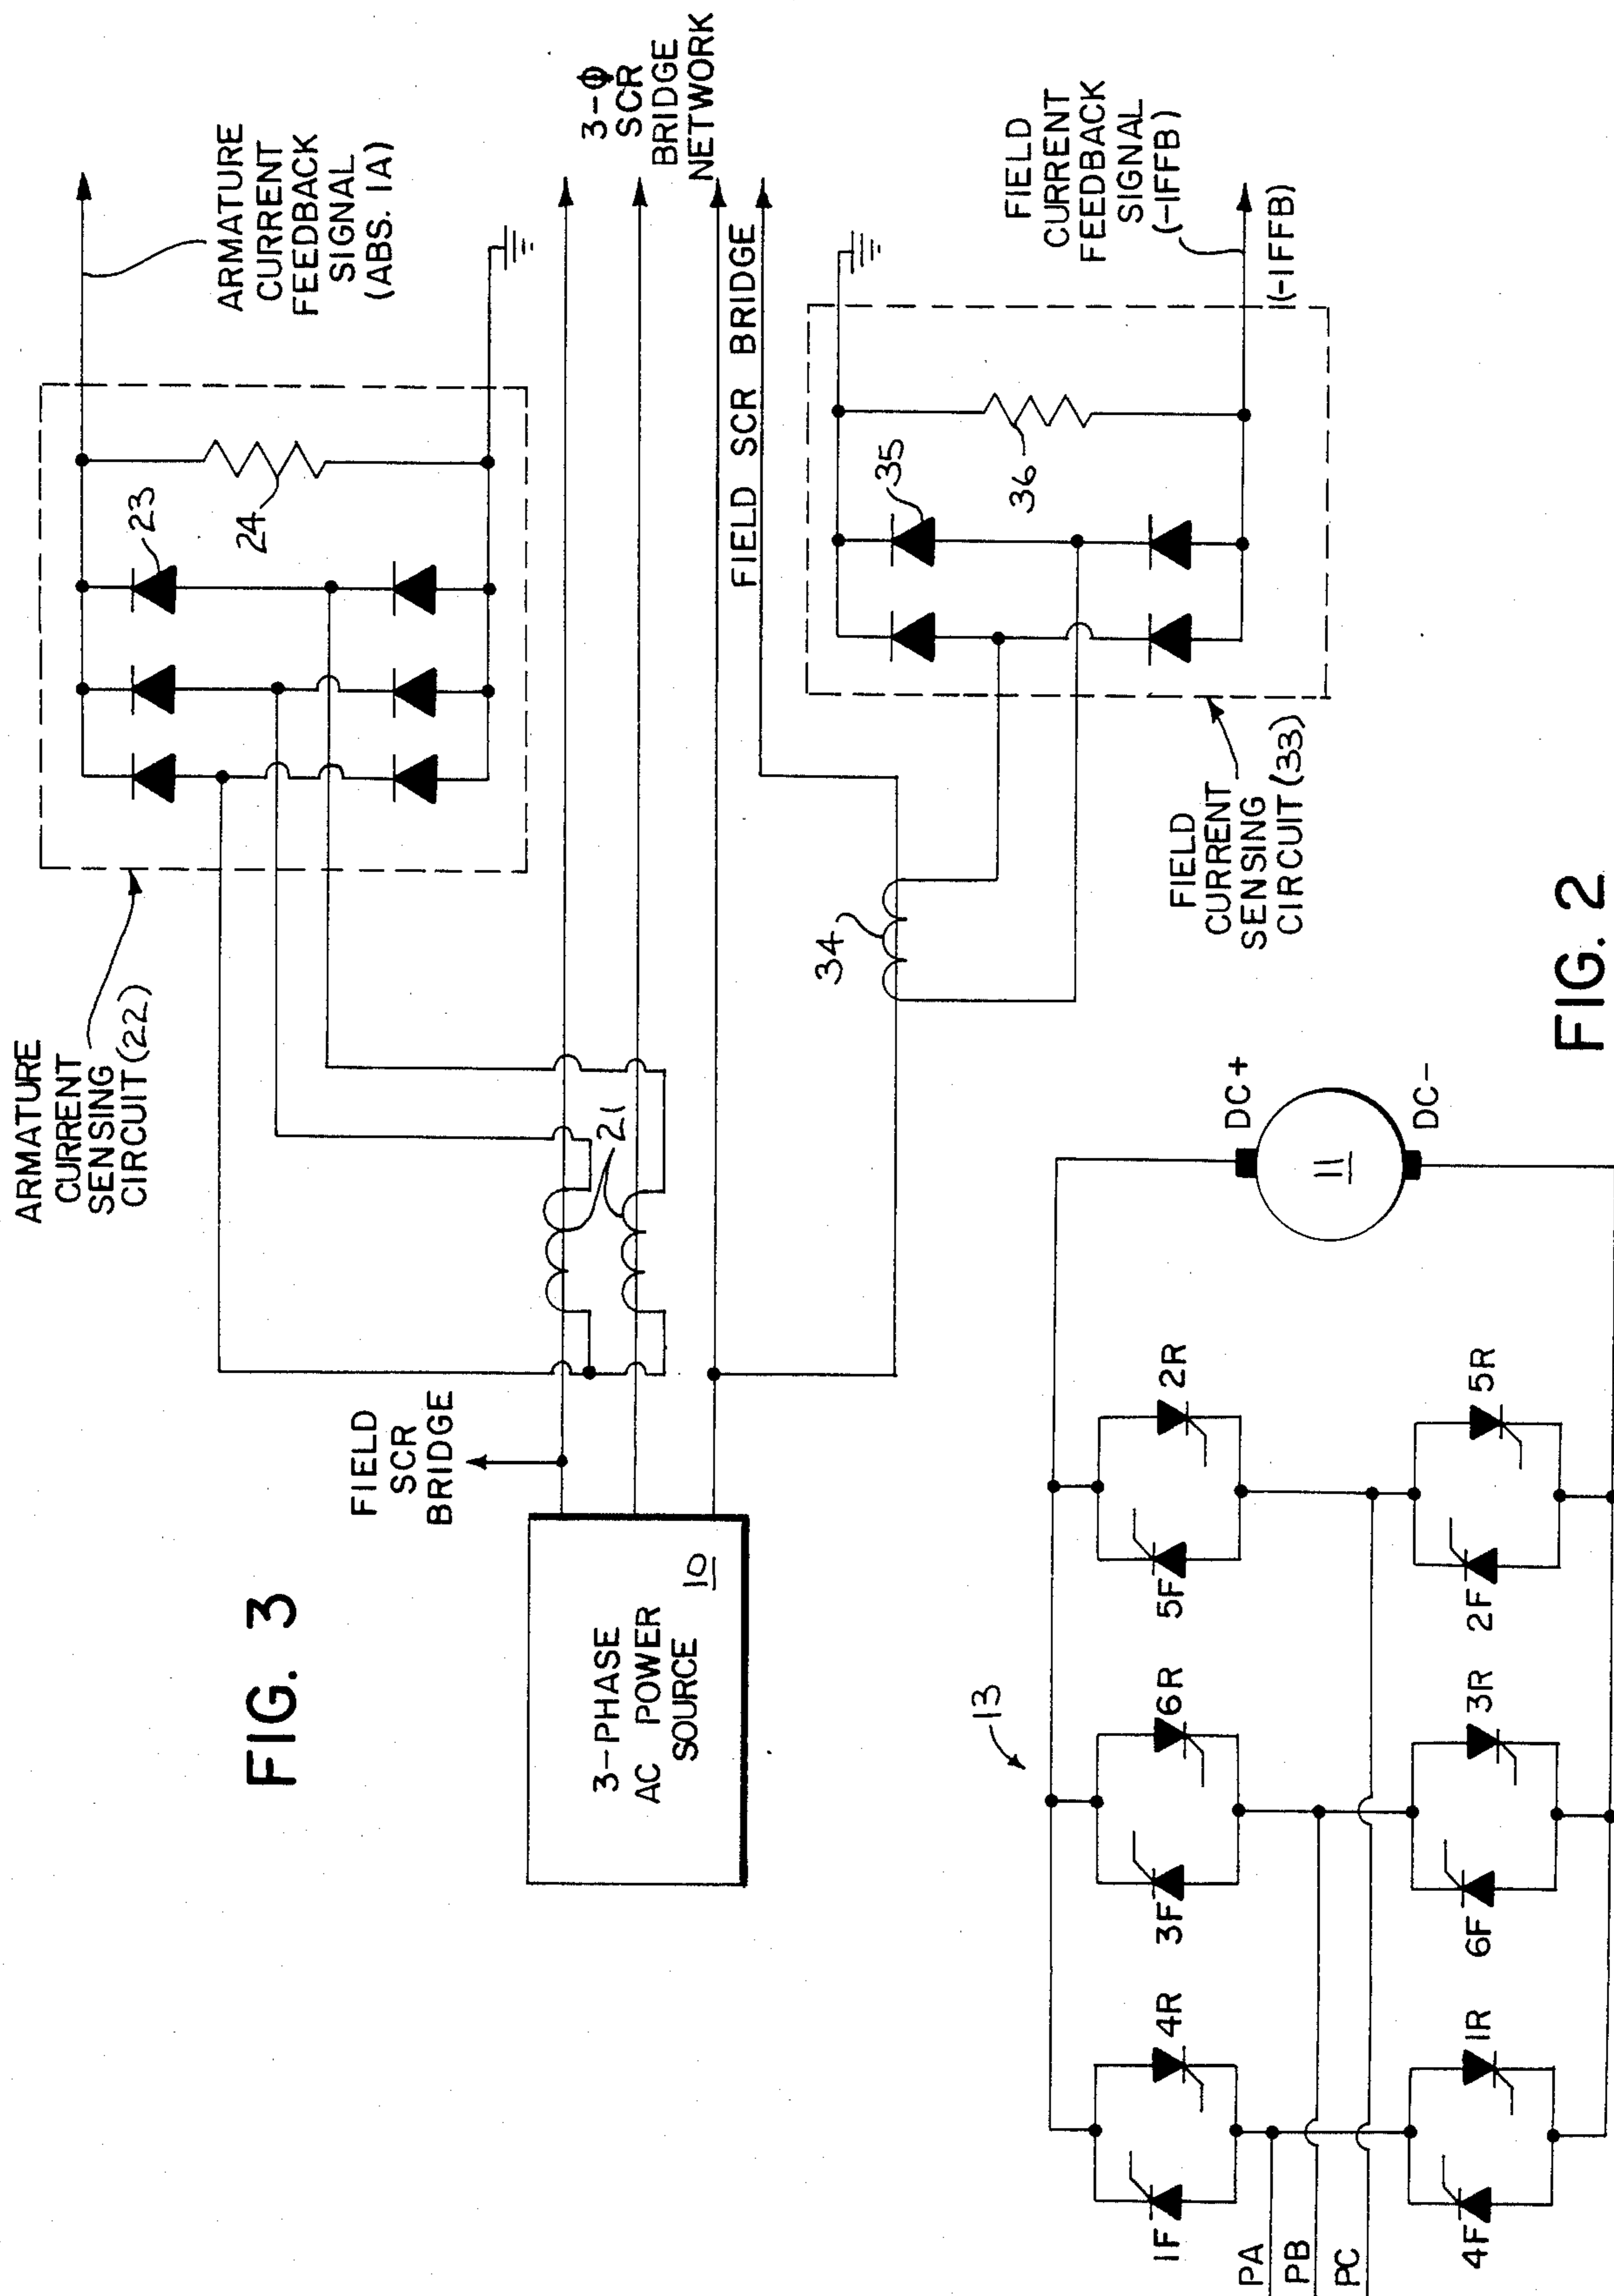 FIG. 3
ARMATURE
CURRENT
SENSING
CIRCUIT (22)
23
24
ARMATURE
CURRENT
FEEDBACK
SIGNAL
(ABS. IA)
3-PHASE
AC POWER
SOURCE
10
FIELD
SCR
BRIDGE
21
3-Φ
SCR
BRIDGE
NETWORK
FIELD SCR BRIDGE
34
35
36
FIELD
CURRENT
SENSING
CIRCUIT (33)
FIELD
CURRENT
FEEDBACK
SIGNAL
(-IFFB)
(-IFFB)
13
1F
4R
3F
6R
5F
2R
PA
PB
PC
4F
1R
6F
3R
2F
5R
DC+
11
DC-
FIG. 2